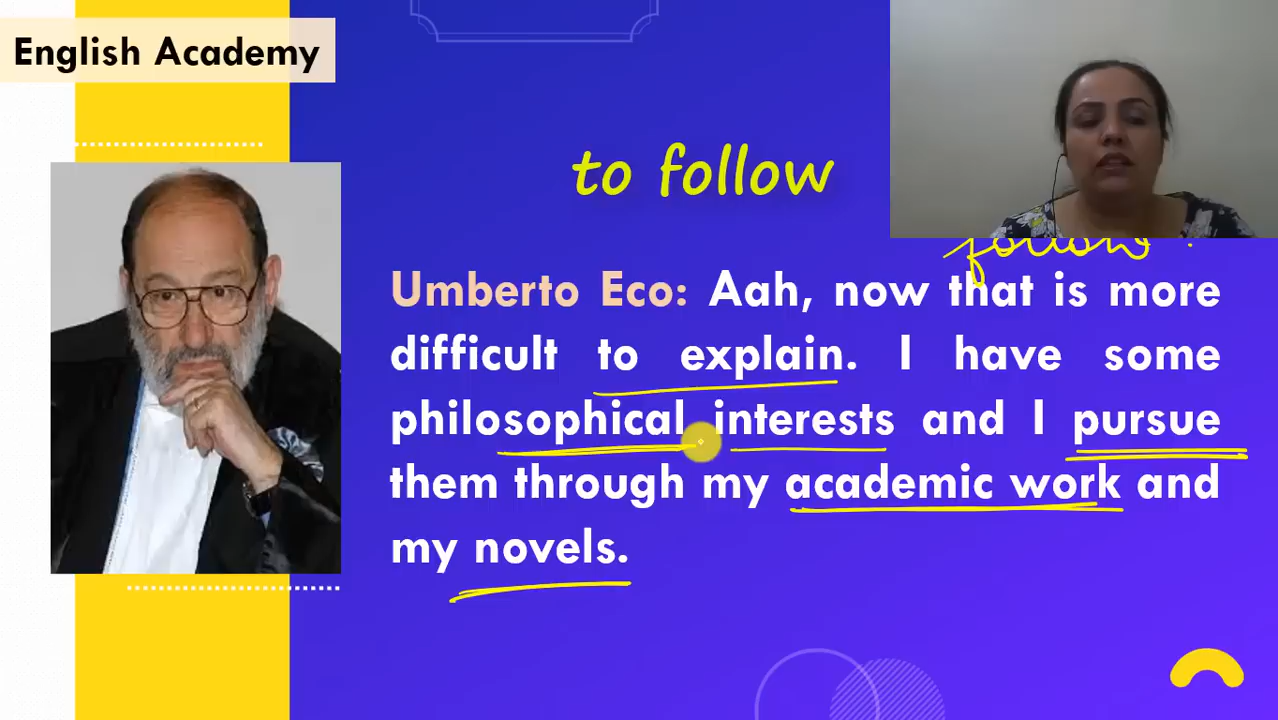 English Academy
to follow
follow
Umberto Eco: Aah, now that is more
difficult to explain. I have some
philosophical interests and I pursue
them through my academic work and
my novels.